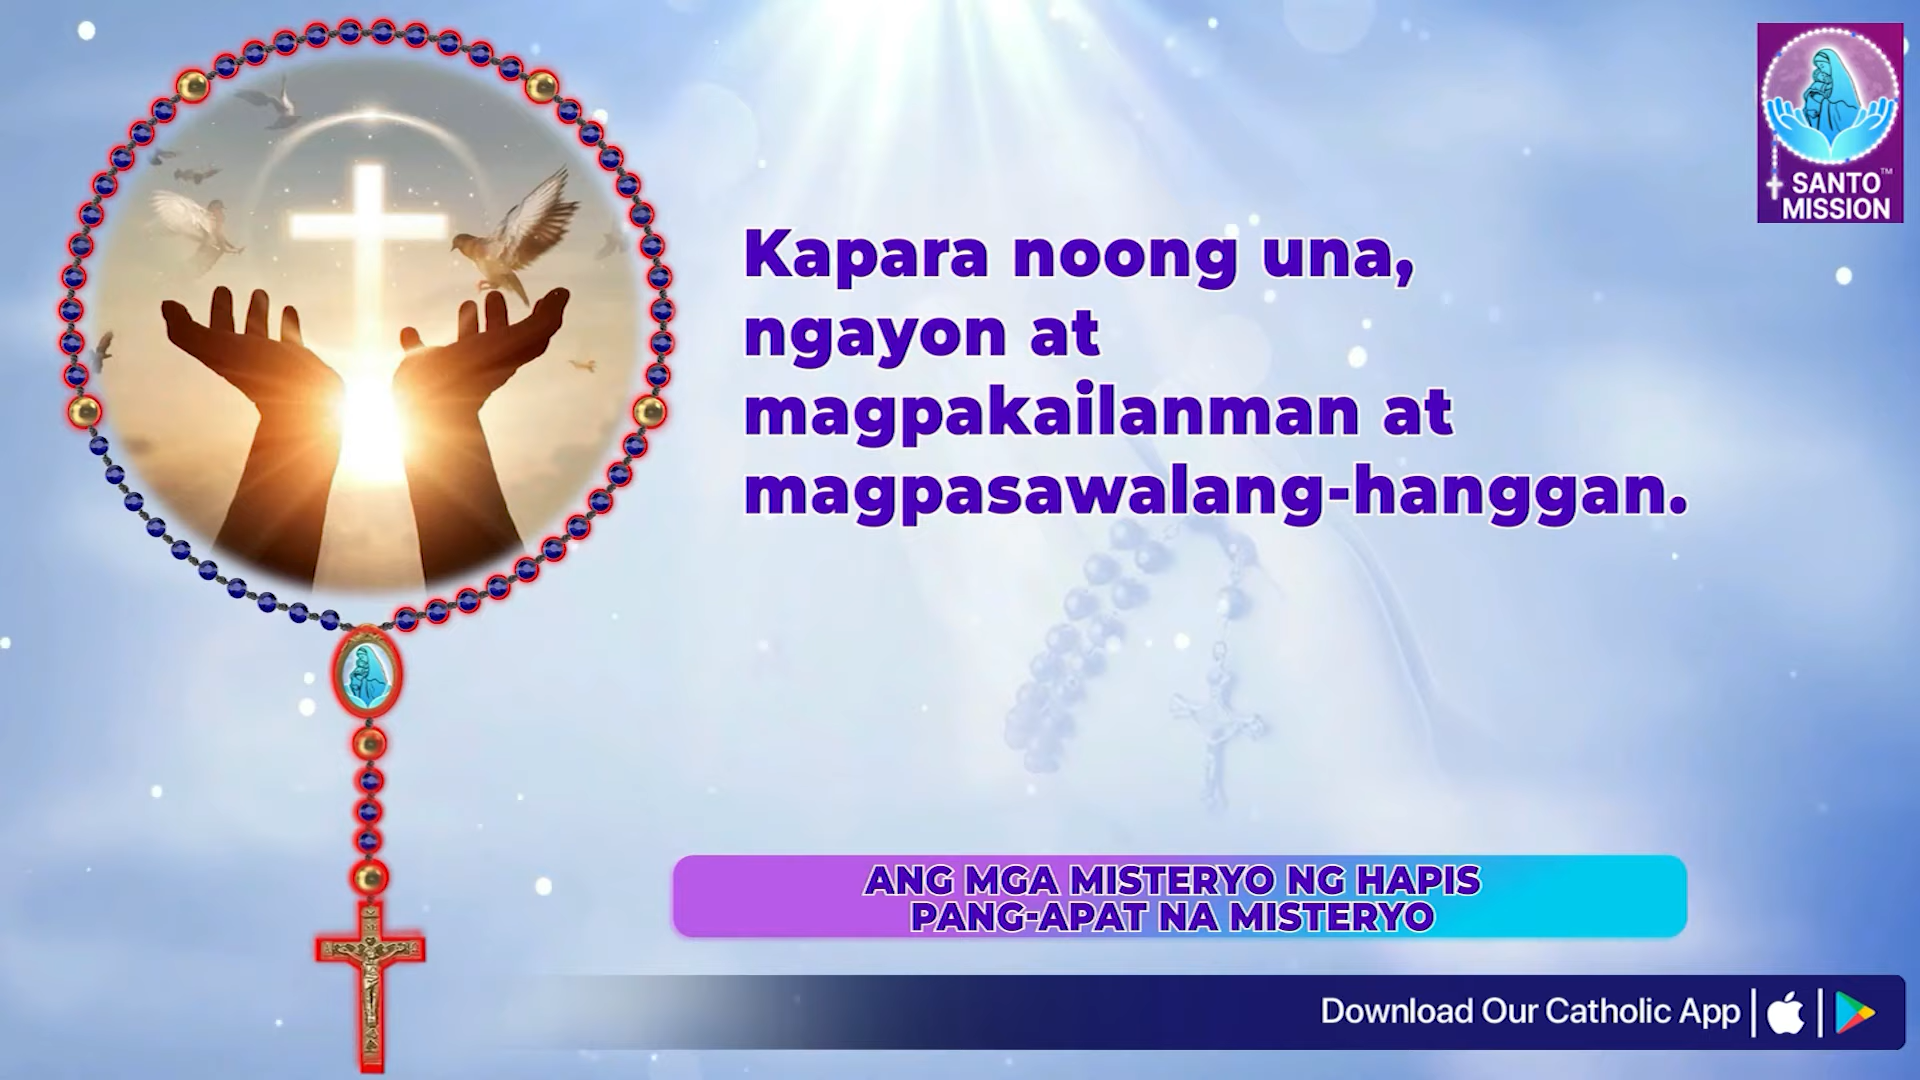 Kapara noong una,
ngayon at
magpakailanman at
magpasawalang-hanggan.
SANTO™
MISSION
ANG MGA MISTERYO NG HAPIS
PANG-APAT NA MISTERYO
Download Our Catholic App